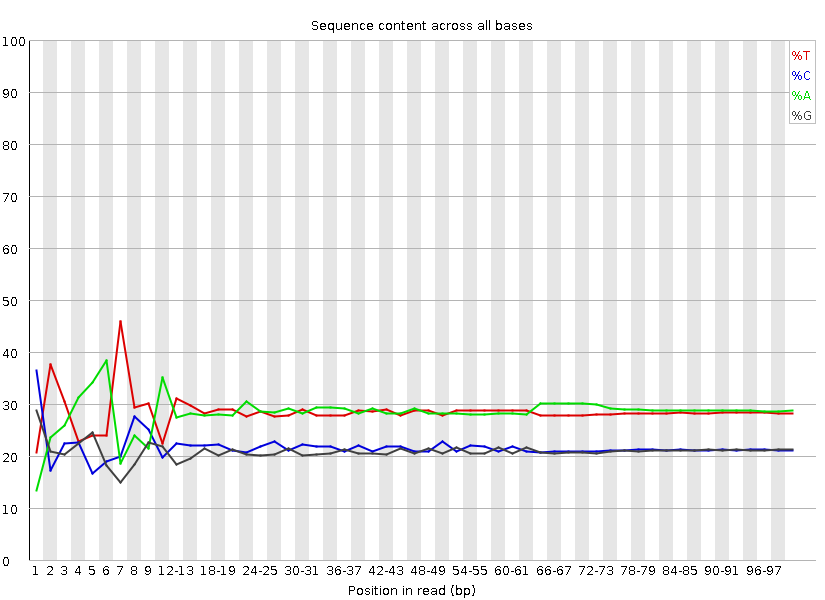 Sequence content across all bases
100
90
80
70
60
50
40
30
20
10
0
%T
%C
%A
%G
1 2 3 4 5 6 7 8 9 12-13 18-19 24-25 30-31 36-37 42-43 48-49 54-55 60-61 66-67 72-73 78-79 84-85 90-91 96-97
Position in read (bp)